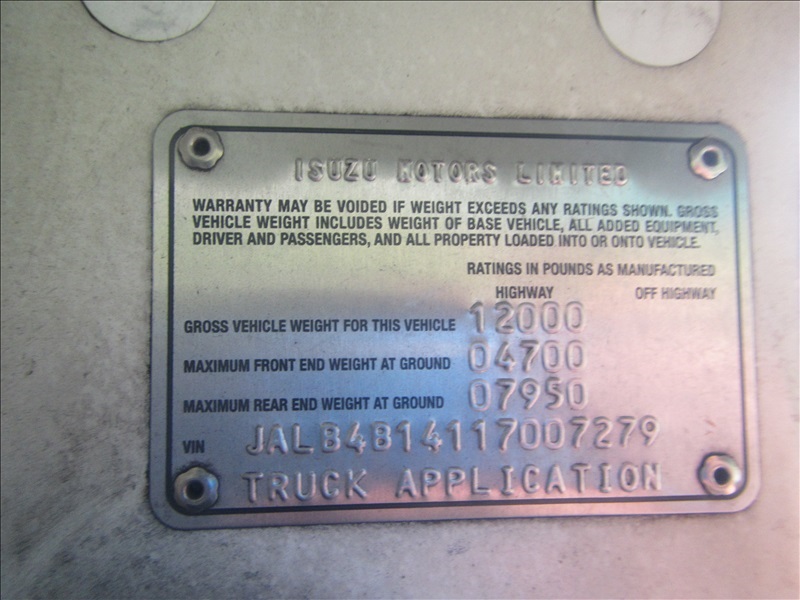 ISUZU MOTORS LIMITED
WARRANTY MAY BE VOIDED IF WEIGHT EXCEEDS ANY RATINGS SHOWN. GROSS
VEHICLE WEIGHT INCLUDES WEIGHT OF BASE VEHICLE, ALL ADDED EQUIPMENT,
DRIVER AND PASSENGERS, AND ALL PROPERTY LOADED INTO OR ONTO VEHICLE.
RATINGS IN POUNDS AS MANUFACTURED
HIGHWAY OFF HIGHWAY
GROSS VEHICLE WEIGHT FOR THIS VEHICLE 12000
MAXIMUM FRONT END WEIGHT AT GROUND 04700
MAXIMUM REAR END WEIGHT AT GROUND 07950
VIN JALB4B14117007279
TRUCK APPLICATION